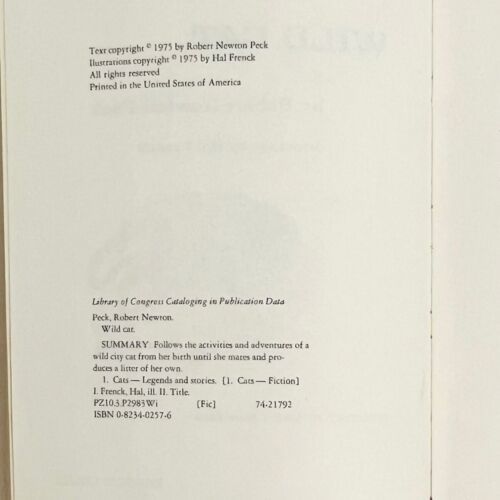 Text copyright © 1975 by Robert Newton Peck
Illustrations copyright © 1975 by Hal Frenck
All rights reserved
Printed in the United States of America
Library of Congress Cataloging in Publication Data
Peck, Robert Newton.
Wild cat.
SUMMARY: Follows the activities and adventures of a
wild city cat from her birth until she mates and pro-
duces a litter of her own.
1. Cats — Legends and stories. [1. Cats — Fiction]
I. Frenck, Hal, ill. II. Title.
PZ10.3.P2983Wi [Fic] 74-21792
ISBN 0-8234-0257-6